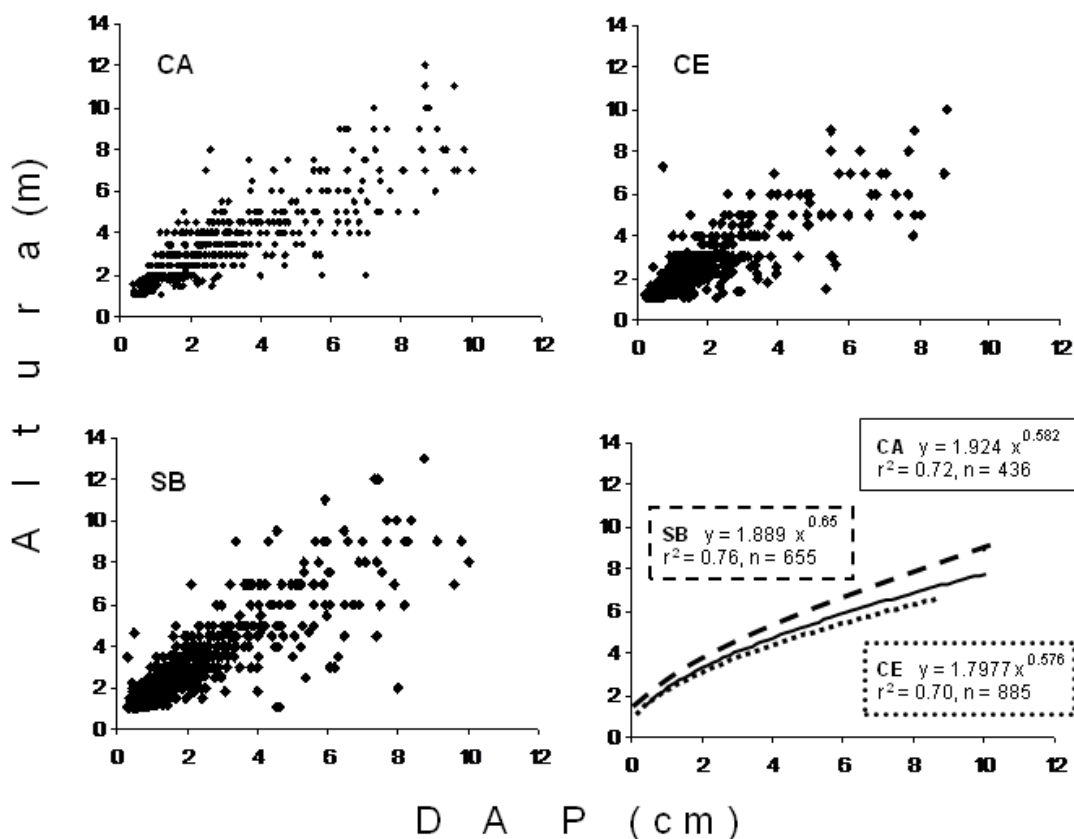 Altura (m)
14
12
10
8
6
4
2
0
CA
0 2 4 6 8 10 12
14
12
10
8
6
4
2
0
CE
0 2 4 6 8 10 12
14
12
10
8
6
4
2
0
SB
0 2 4 6 8 10 12
14
12
10
8
6
4
2
0
CA y = 1.924 x^0.582
r² = 0.72, n = 436
SB y = 1.889 x^0.65
r² = 0.76, n = 655
CE y = 1.7977 x^0.576
r² = 0.70, n = 885
0 2 4 6 8 10 12
DAP (cm)